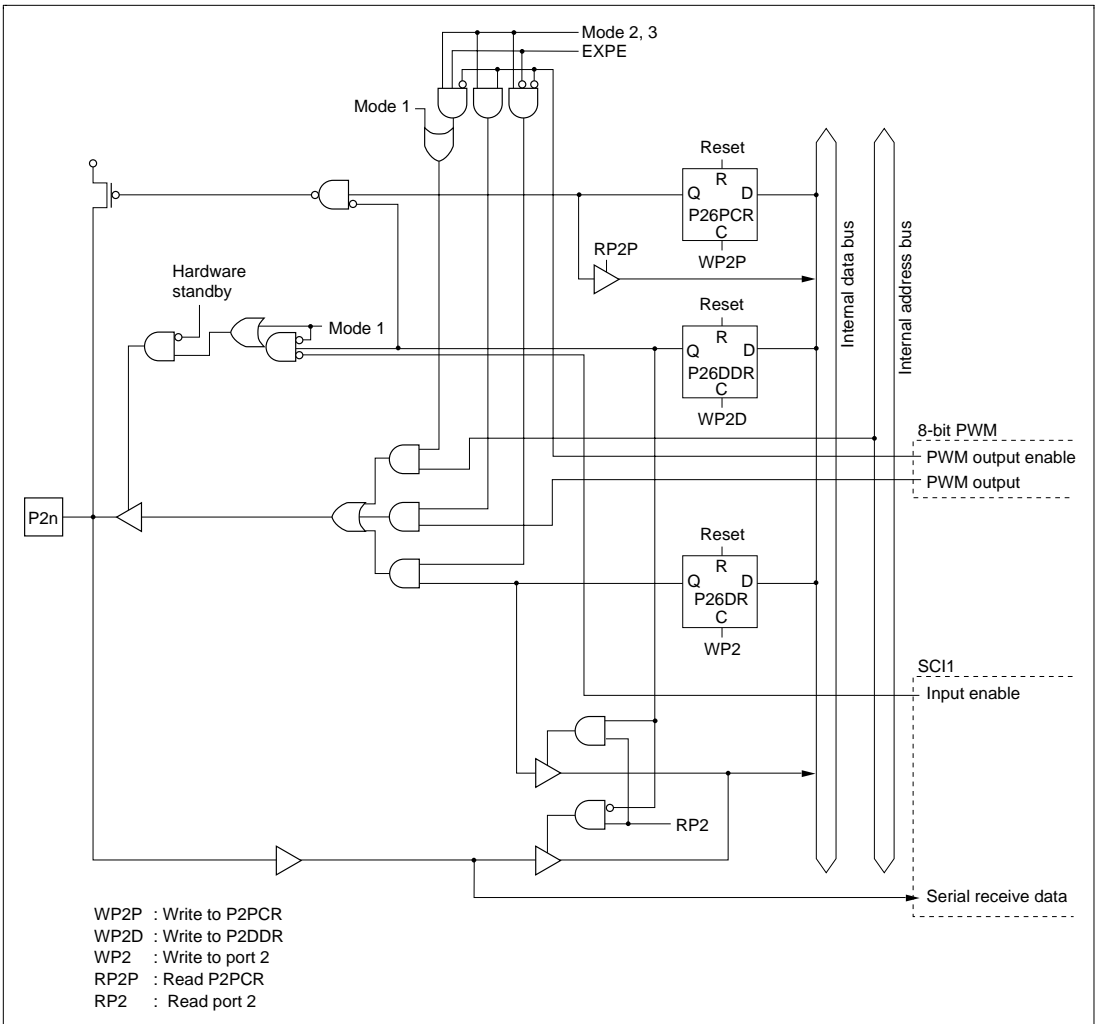 Mode 2, 3
EXPE
Mode 1
Reset
R
Q D
P26PCR
C
WP2P
RP2P
Internal data bus
Internal address bus
Hardware
standby
Mode 1
Reset
R
Q D
P26DDR
C
WP2D
8-bit PWM
PWM output enable
PWM output
P2n
Reset
R
Q D
P26DR
C
WP2
SCI1
Input enable
RP2
Serial receive data
WP2P : Write to P2PCR
WP2D : Write to P2DDR
WP2 : Write to port 2
RP2P : Read P2PCR
RP2 : Read port 2